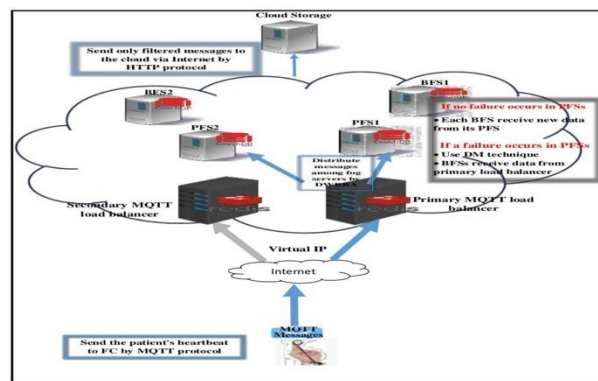 Cloud Storage
Send only filtered messages to
the cloud via Internet by
HTTP protocol
BFS2
BFS1
PFS2
PFS1
If no failure occurs in PFSs
• Each BFS receive new data
from its PFS
If a failure occurs in PFSs
• Use DM technique
• BFSs receive data from
primary load balancer
Distribute
messages
among fog
servers by
Secondary MQTT
load balancer
Primary MQTT load
balancer
redis
redis
Virtual IP
Internet
MQTT
Messages
Send the patient's heartbeat
to FC by MQTT protocol